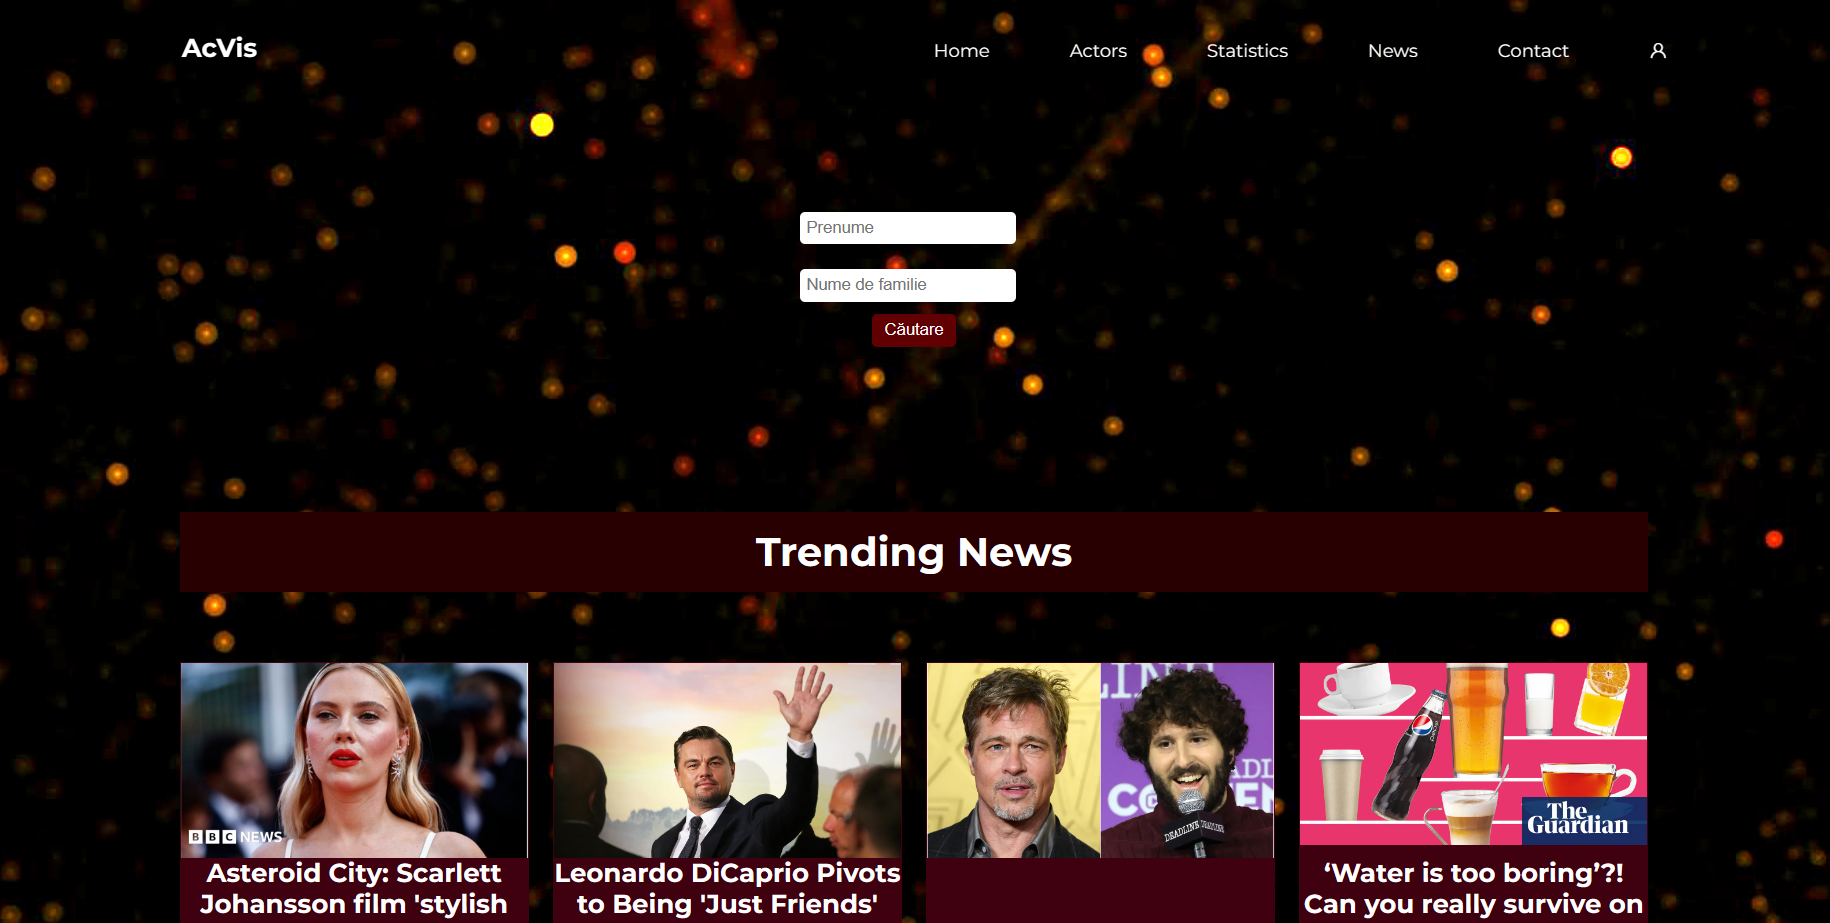 AcVis
Home Actors Statistics News Contact
Prenume
Nume de familie
Căutare
Trending News
BBC NEWS
DEADLINE
The
Guardian
Asteroid City: Scarlett
Johansson film 'stylish
Leonardo DiCaprio Pivots
to Being 'Just Friends'
‘Water is too boring’?!
Can you really survive on